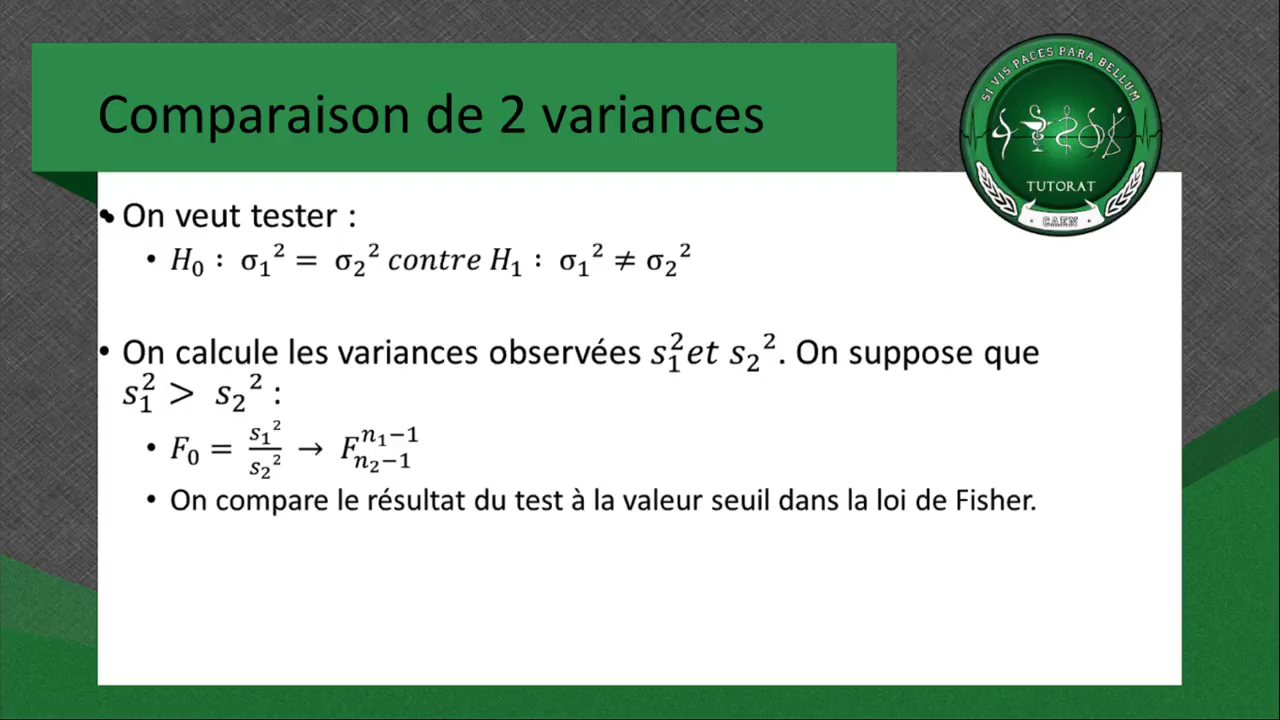 Comparaison de 2 variances
SI VIS PACES PARA BELLUM
TUTORAT
· CAEN ·
• On veut tester :
• H₀ : σ₁² = σ₂² contre H₁ : σ₁² ≠ σ₂²
• On calcule les variances observées s₁² et s₂². On suppose que
s₁² > s₂² :
• F₀ = s₁²/s₂² → F_{n₂−1}^{n₁−1}
• On compare le résultat du test à la valeur seuil dans la loi de Fisher.